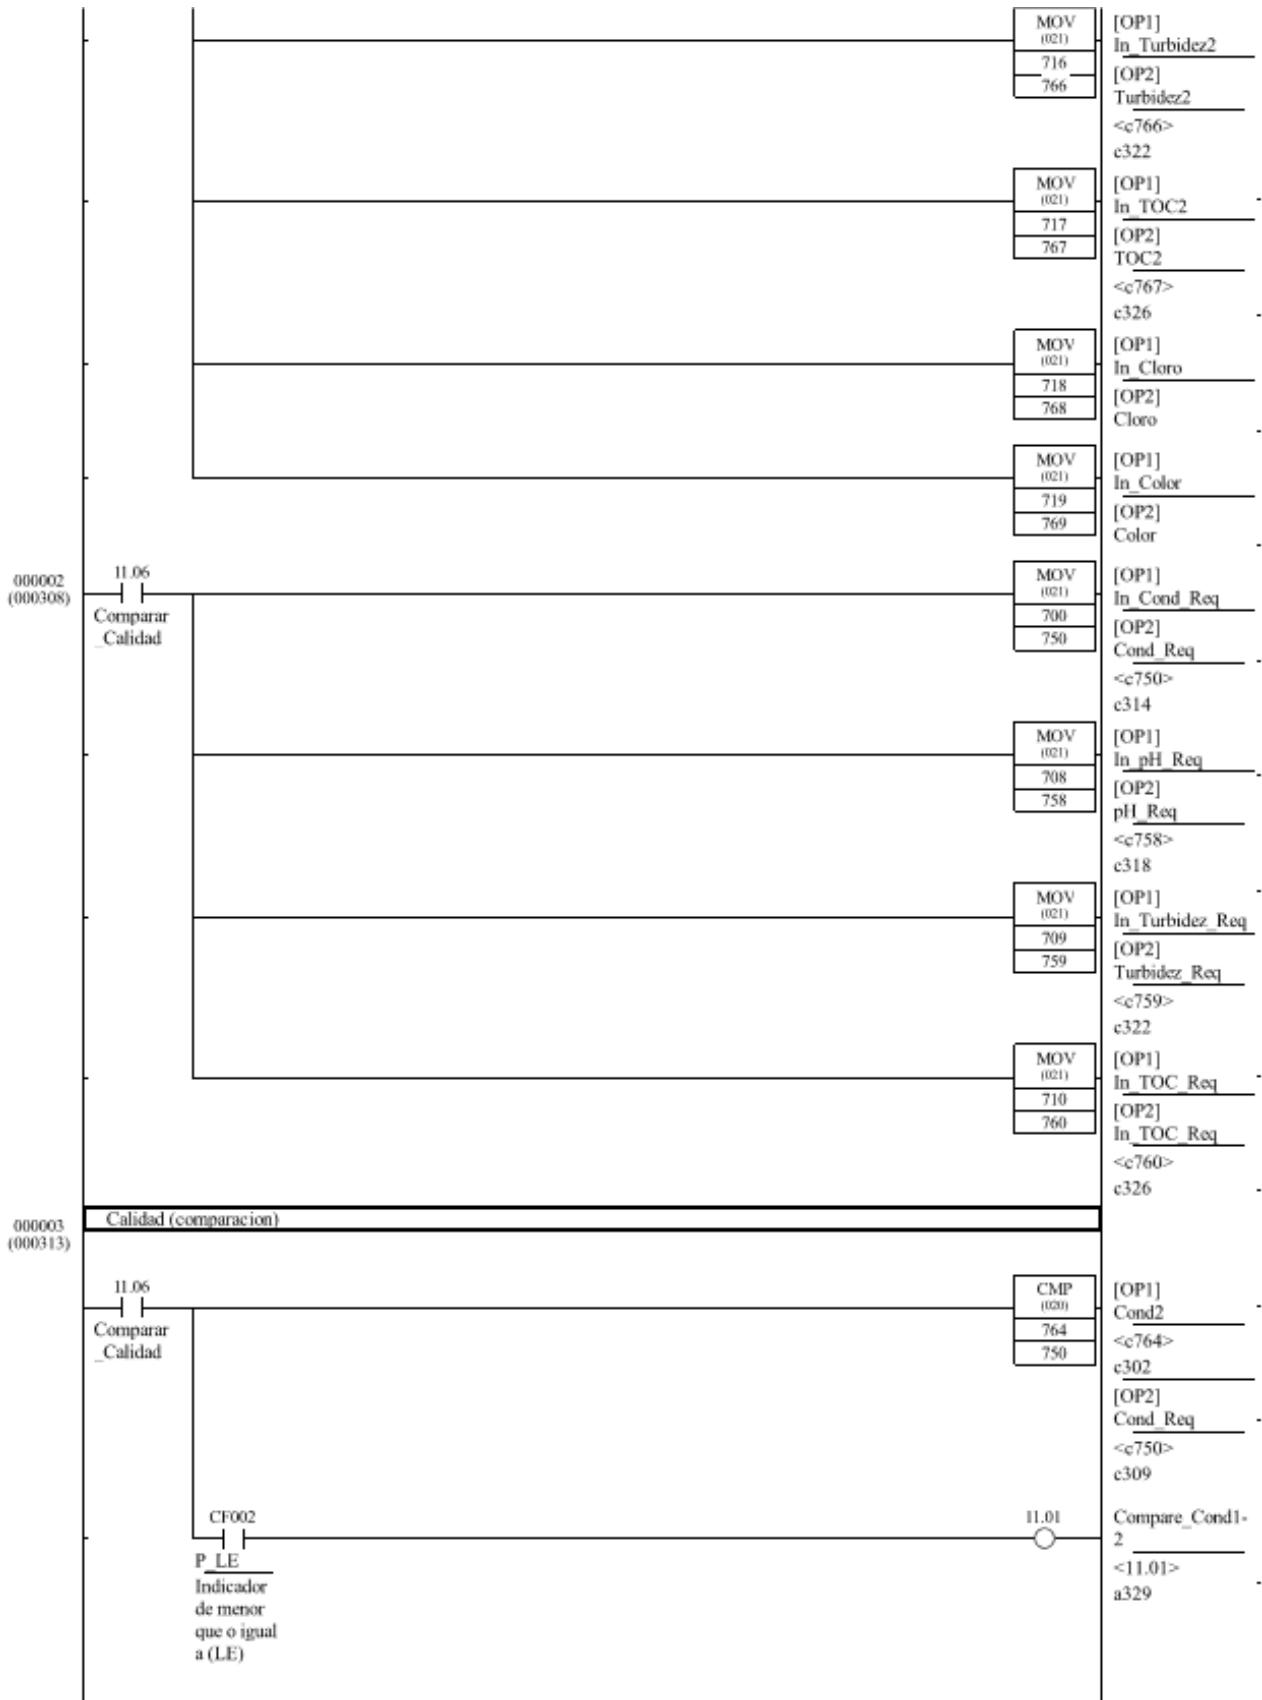 MOV
(021)
716
766
[OP1]
In_Turbidez2
[OP2]
Turbidez2
<c766>
c322
MOV
(021)
717
767
[OP1]
In_TOC2
[OP2]
TOC2
<c767>
c326
MOV
(021)
718
768
[OP1]
In_Cloro
[OP2]
Cloro
MOV
(021)
719
769
[OP1]
In_Color
[OP2]
Color
000002
(000308)
11.06
Comparar
_Calidad
MOV
(021)
700
750
[OP1]
In_Cond_Req
[OP2]
Cond_Req
<c750>
c314
MOV
(021)
708
758
[OP1]
In_pH_Req
[OP2]
pH_Req
<c758>
c318
MOV
(021)
709
759
[OP1]
In_Turbidez_Req
[OP2]
Turbidez_Req
<c759>
c322
MOV
(021)
710
760
[OP1]
In_TOC_Req
[OP2]
In_TOC_Req
<c760>
c326
000003
(000313)
Calidad (comparacion)
11.06
Comparar
_Calidad
CMP
(020)
764
750
[OP1]
Cond2
<c764>
c302
[OP2]
Cond_Req
<c750>
c309
CF002
P_LE
Indicador
de menor
que o igual
a (LE)
11.01
Compare_Cond1-
2
<11.01>
a329